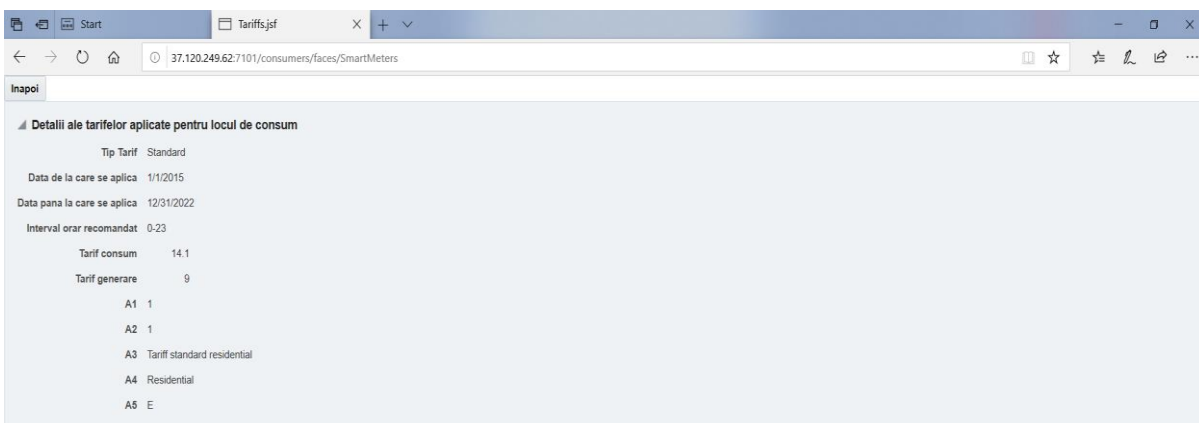 Start
Tariffs.jsf
37.120.249.62:7101/consumers/faces/SmartMeters
Inapoi
Detalii ale tarifelor aplicate pentru locul de consum
Tip Tarif Standard
Data de la care se aplica 1/1/2015
Data pana la care se aplica 12/31/2022
Interval orar recomandat 0-23
Tarif consum 14.1
Tarif generare 9
A1 1
A2 1
A3 Tariff standard residential
A4 Residential
A5 E